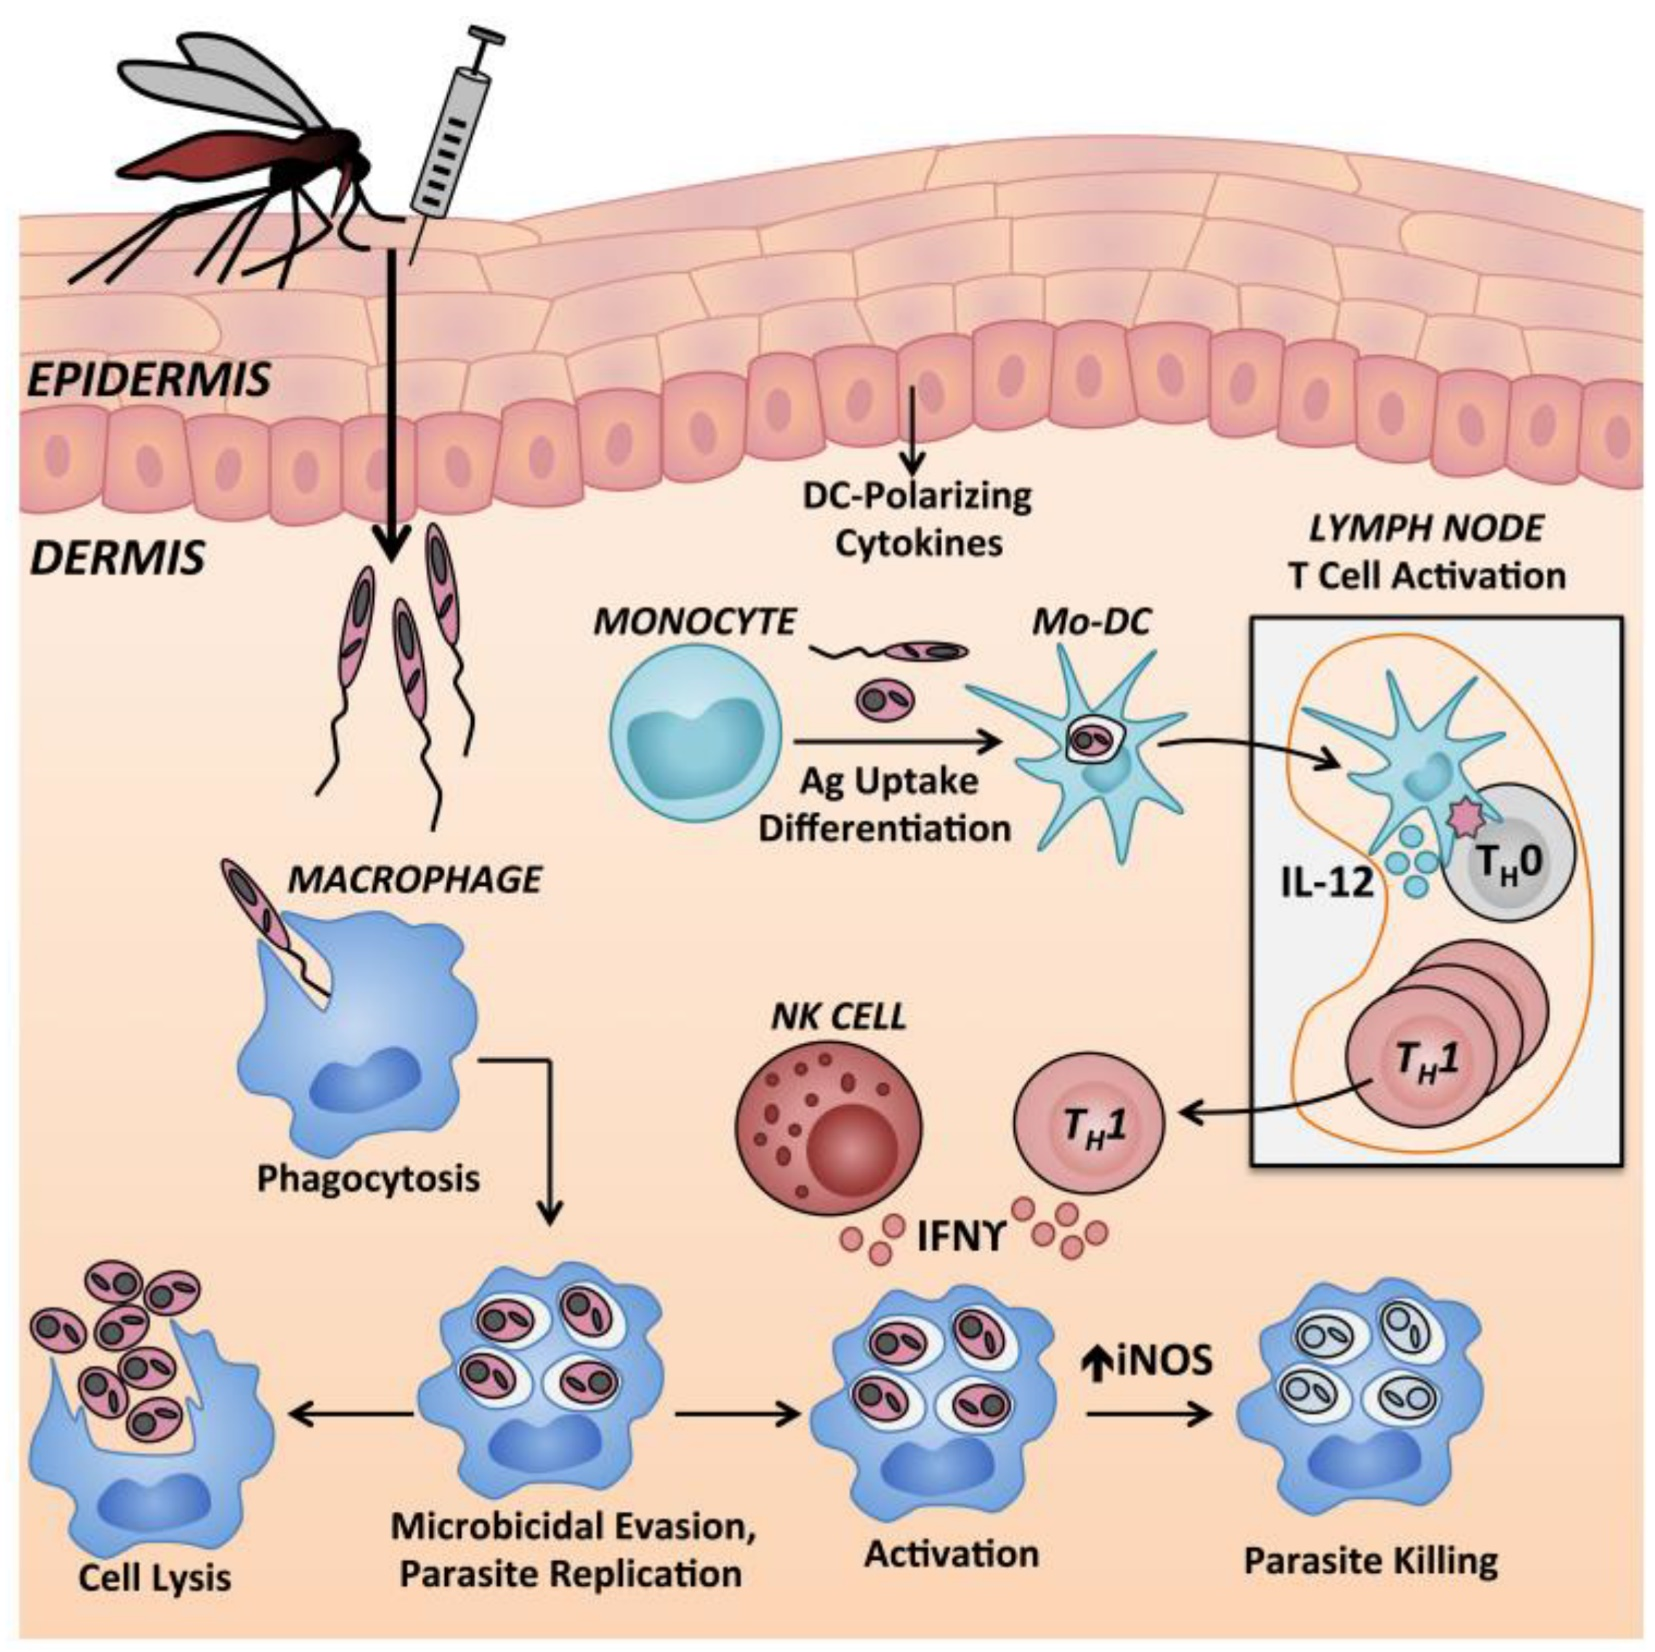 EPIDERMIS
DERMIS
DC-Polarizing
Cytokines
LYMPH NODE
T Cell Activation
MONOCYTE
Mo-DC
Ag Uptake
Differentiation
IL-12
TH0
TH1
MACROPHAGE
Phagocytosis
NK CELL
TH1
IFNϒ
iNOS
Cell Lysis
Microbicidal Evasion,
Parasite Replication
Activation
Parasite Killing